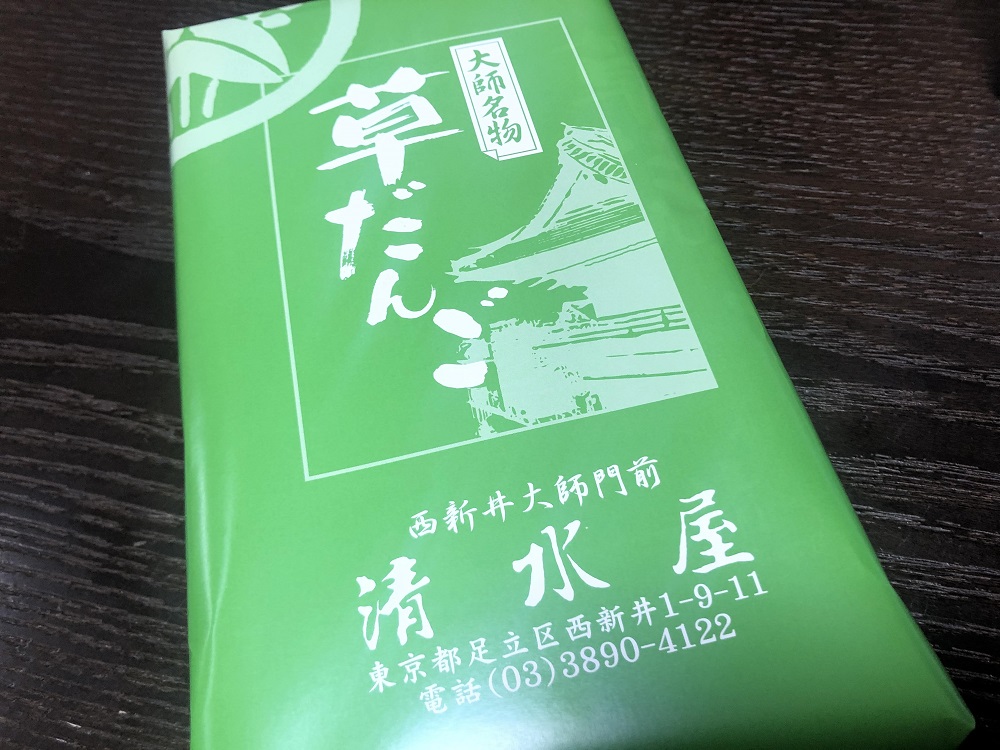 大師名物
草だんご
西新井大師門前
清水屋
東京都足立区西新井1-9-11
電話(03)3890-4122